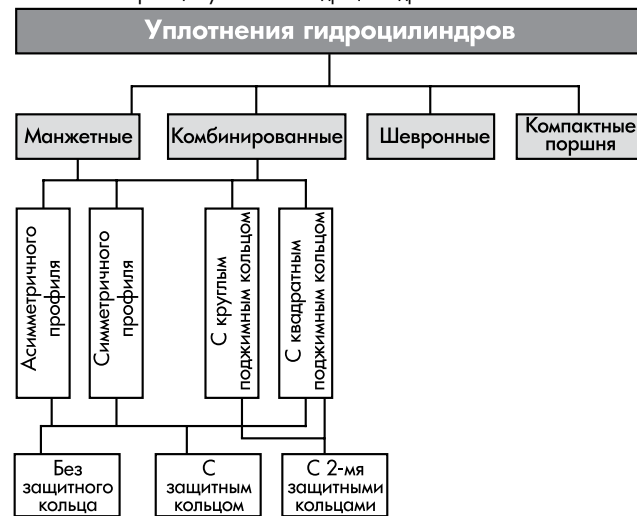 Уплотнения гидроцилиндров
Манжетные
Комбинированные
Шевронные
Компактные
поршня
Асимметричного
профиля
Симметричного
профиля
С круглым
поджимным кольцом
С квадратным
поджимным кольцом
Без
защитного
кольца
С
защитным
кольцом
С 2-мя
защитными
кольцами